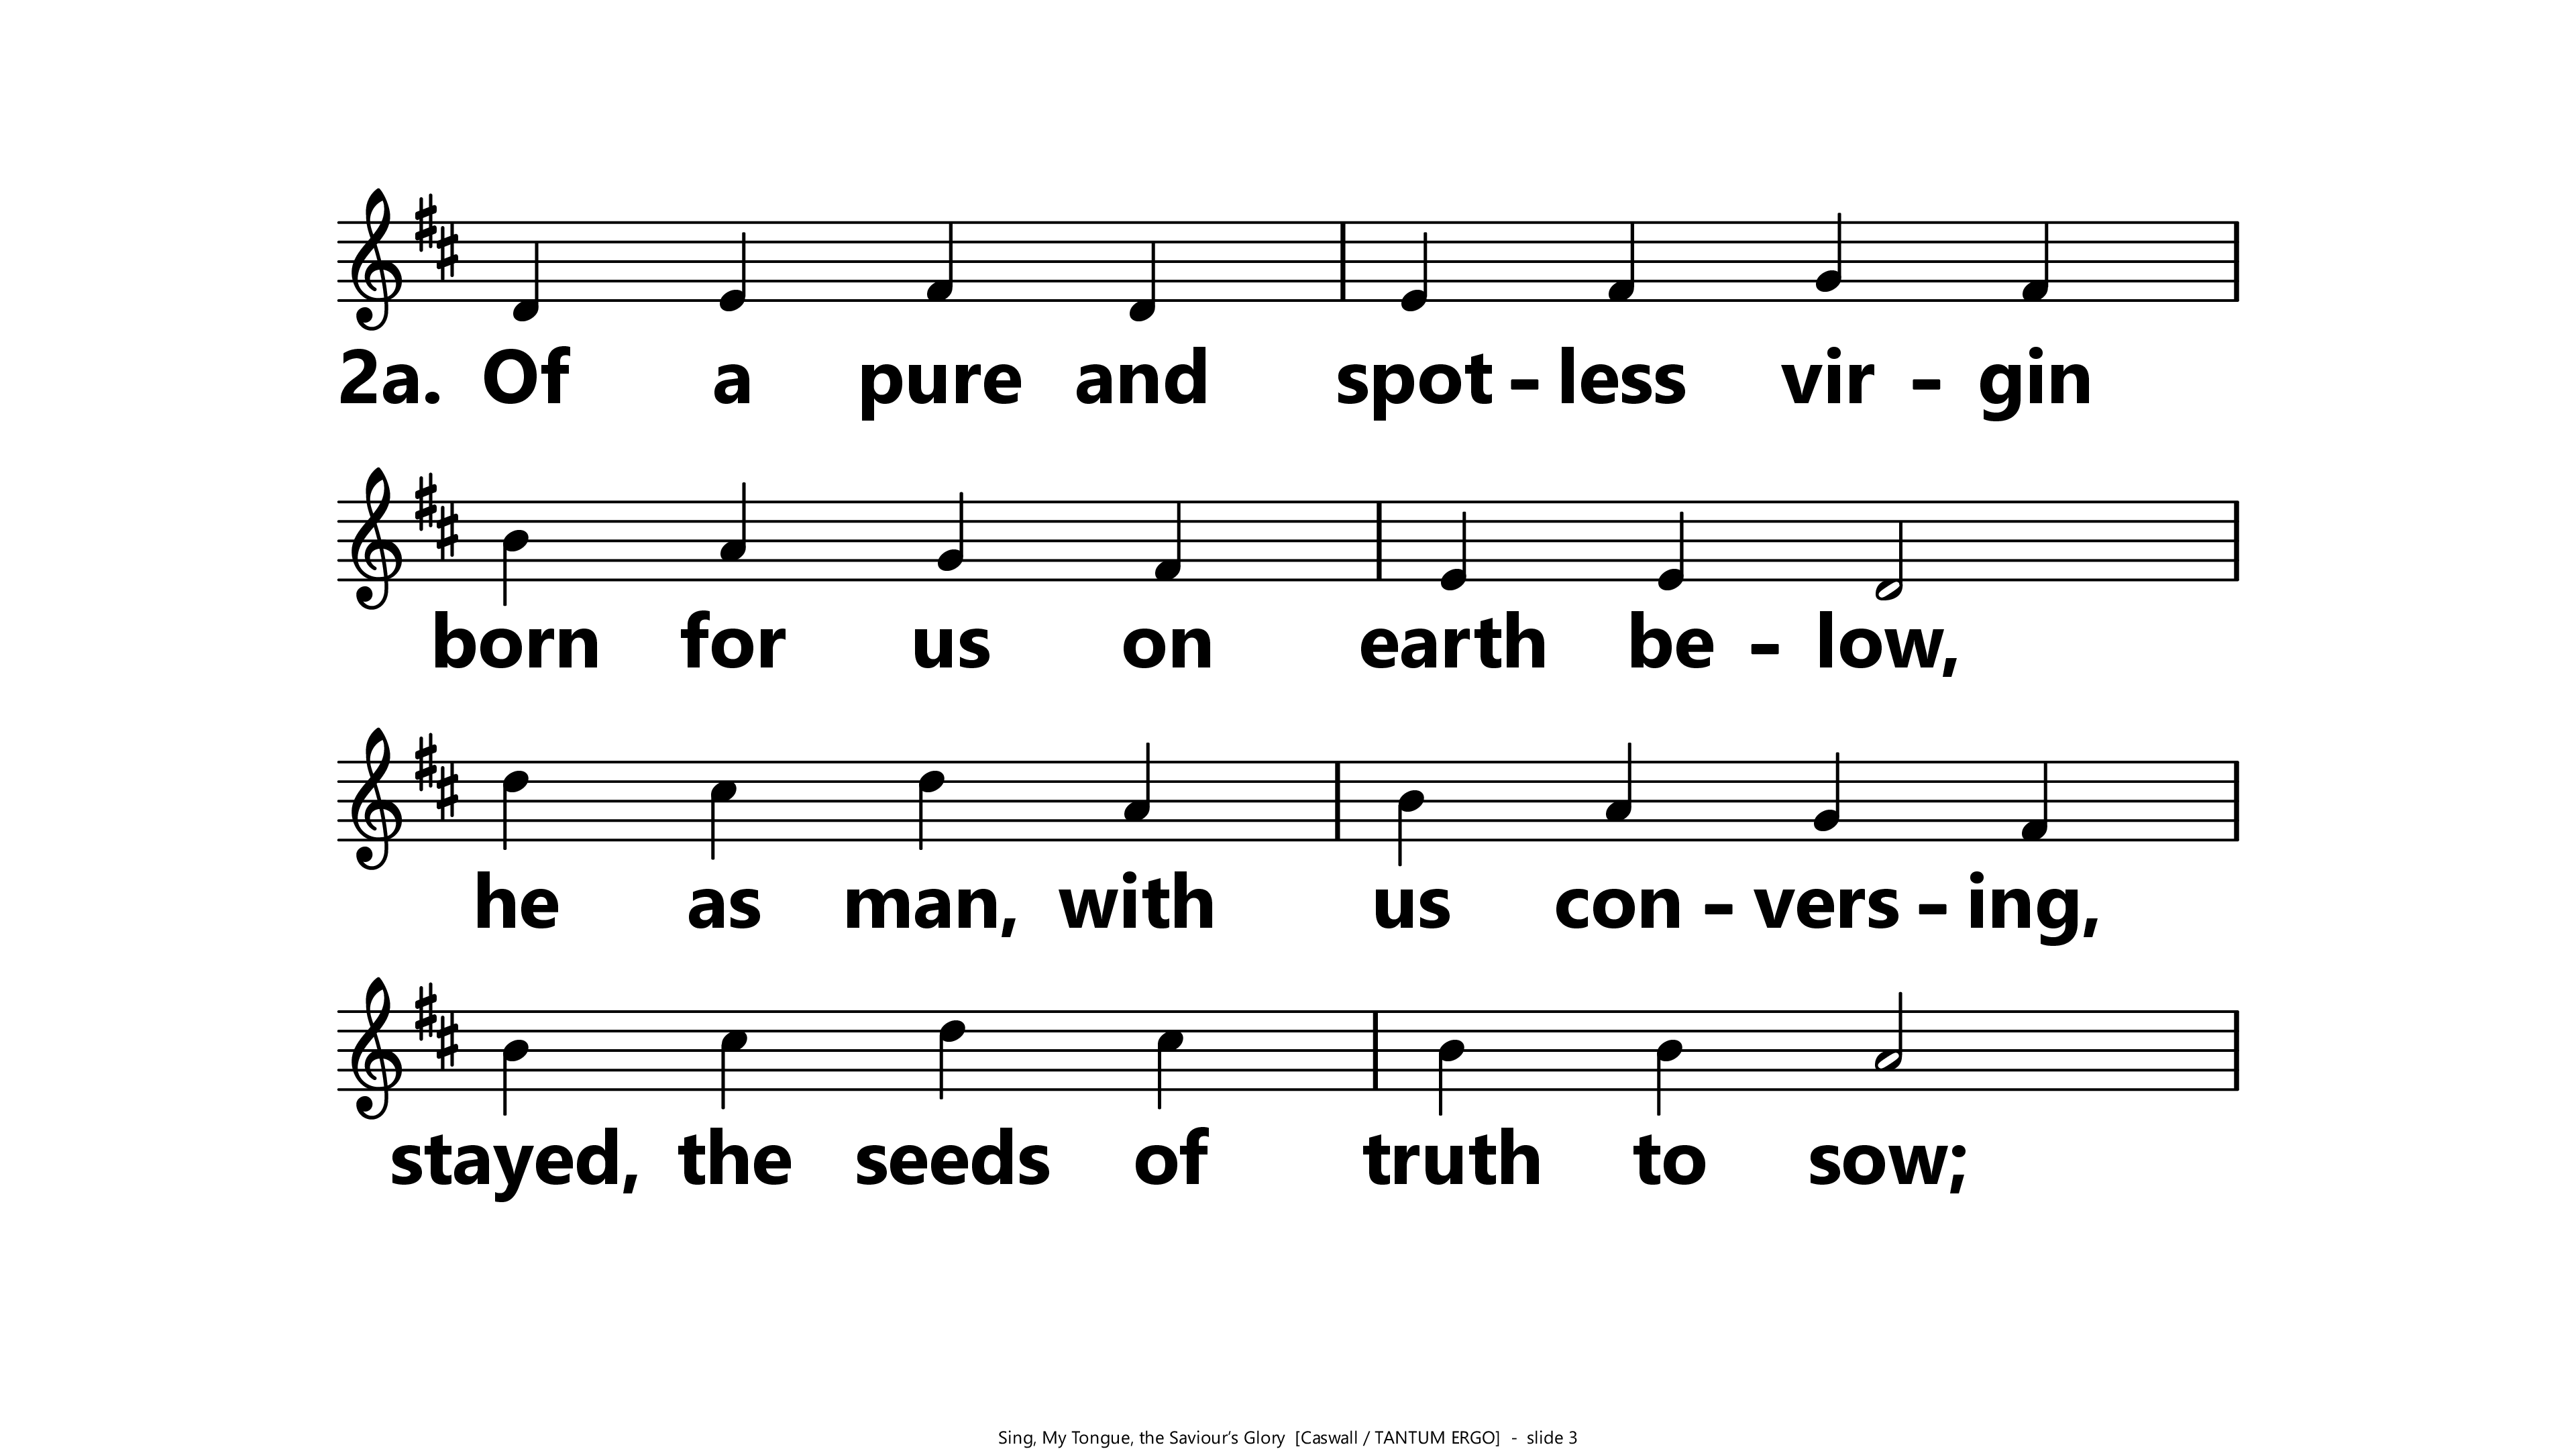 2a. Of a pure and spot - less vir - gin
born for us on earth be - low,
he as man, with us con - vers - ing,
stayed, the seeds of truth to sow;
Sing, My Tongue, the Saviour’s Glory [Caswall / TANTUM ERGO] - slide 3